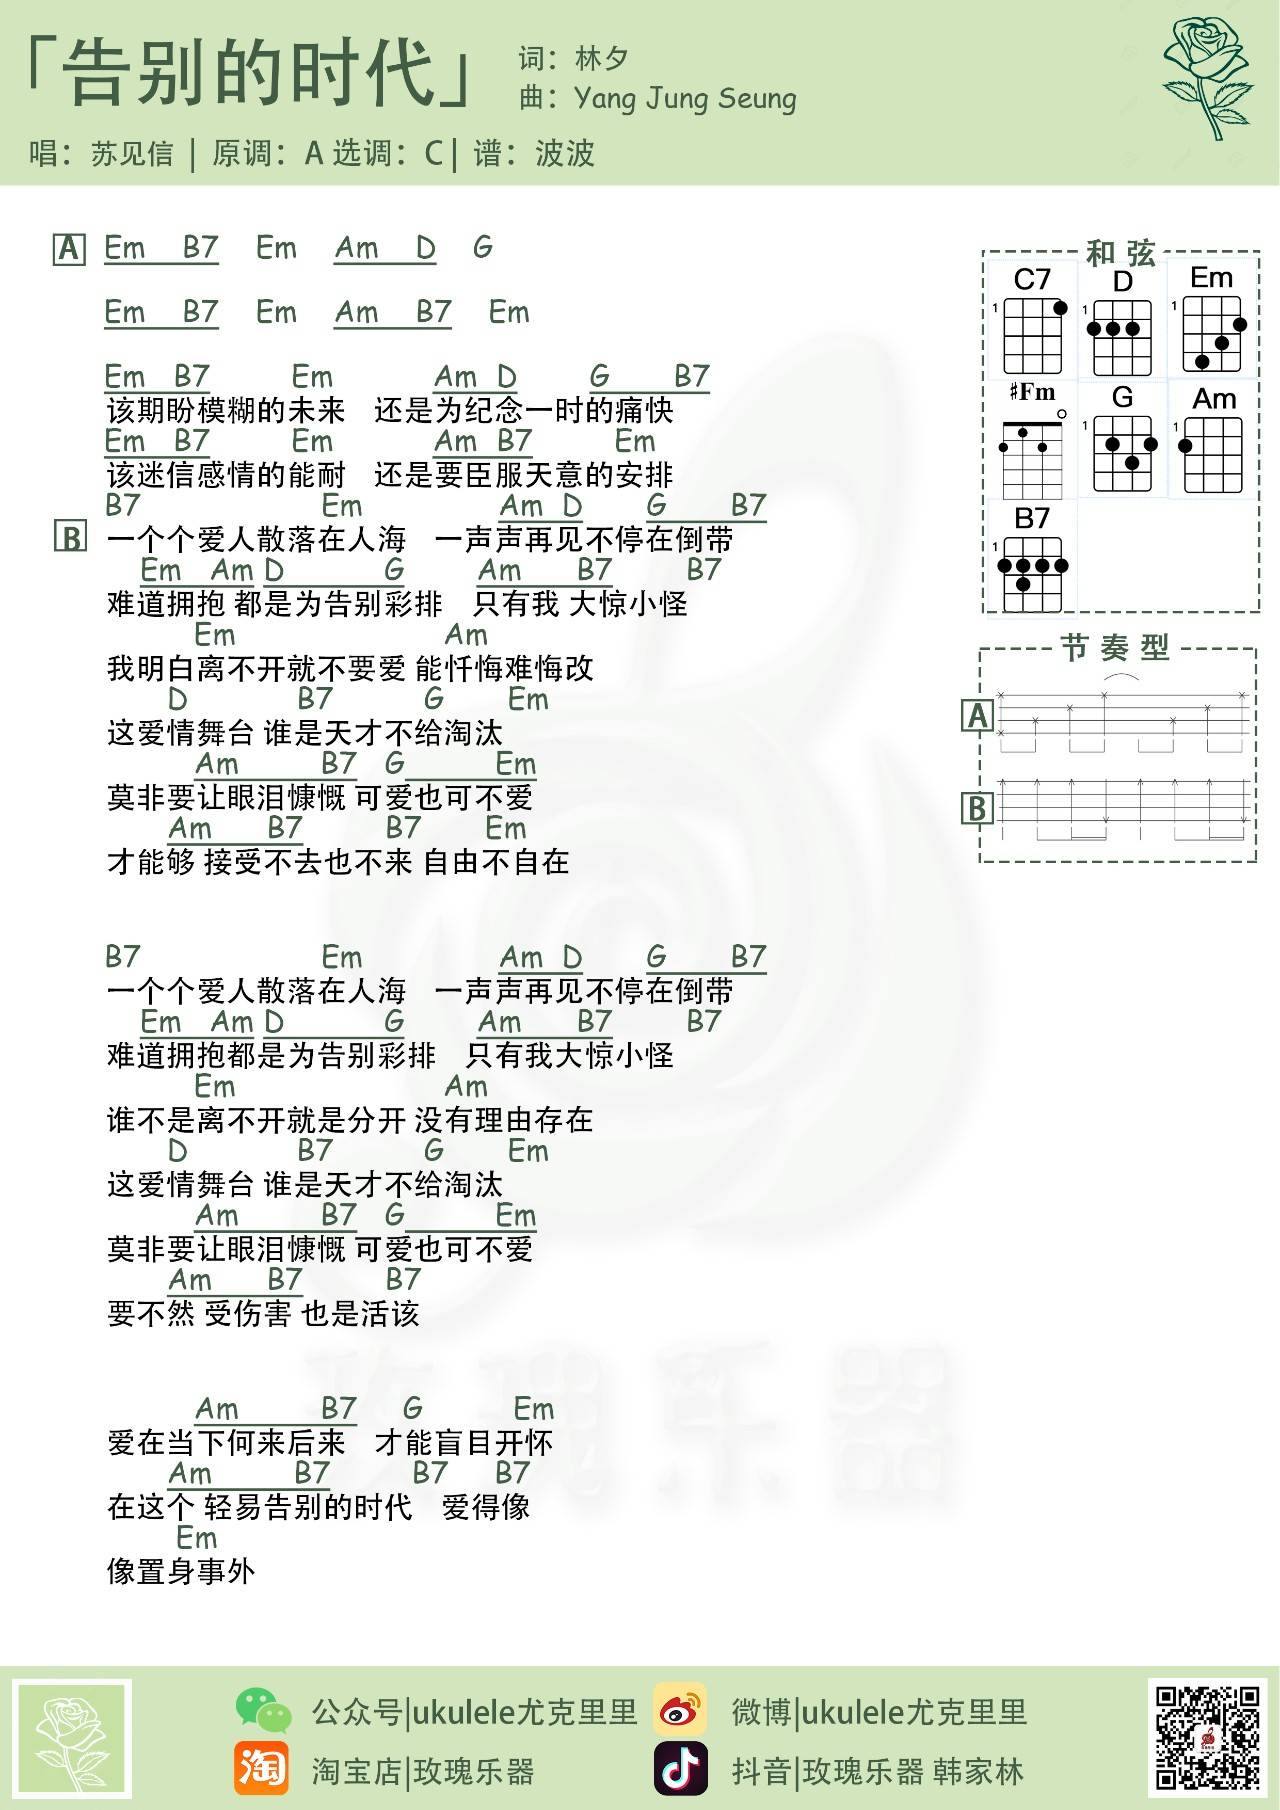 「告别的时代」
词：林夕
曲：Yang Jung Seung
唱：苏见信 | 原调：A 选调：C | 谱：波波
A Em B7 Em Am D G
Em B7 Em Am B7 Em
Em B7 Em Am D G B7
该期盼模糊的未来 还是为纪念一时的痛快
Em B7 Em Am B7 Em
该迷信感情的能耐 还是要臣服天意的安排
B7 Em Am D G B7
B 一个个爱人散落在人海 一声声再见不停在倒带
Em Am D G Am B7 B7
难道拥抱 都是为告别彩排 只有我 大惊小怪
Em Am
我明白离不开就不要爱 能忏悔难悔改
D B7 G Em
这爱情舞台 谁是天才不给淘汰
Am B7 G Em
莫非要让眼泪慷慨 可爱也可不爱
Am B7 B7 Em
才能够 接受不去也不来 自由不自在
B7 Em Am D G B7
一个个爱人散落在人海 一声声再见不停在倒带
Em Am D G Am B7 B7
难道拥抱都是为告别彩排 只有我大惊小怪
Em Am
谁不是离不开就是分开 没有理由存在
D B7 G Em
这爱情舞台 谁是天才不给淘汰
Am B7 G Em
莫非要让眼泪慷慨 可爱也可不爱
Am B7 B7
要不然 受伤害 也是活该
Am B7 G Em
爱在当下何来后来 才能盲目开怀
Am B7 B7 B7
在这个 轻易告别的时代 爱得像
Em
像置身事外
和弦
C7 D Em
1 1 1
♯Fm G Am
1 1
B7
1
节奏型
A
B
玫瑰乐器
公众号|ukulele尤克里里
微博|ukulele尤克里里
淘
淘宝店|玫瑰乐器
抖音|玫瑰乐器 韩家林